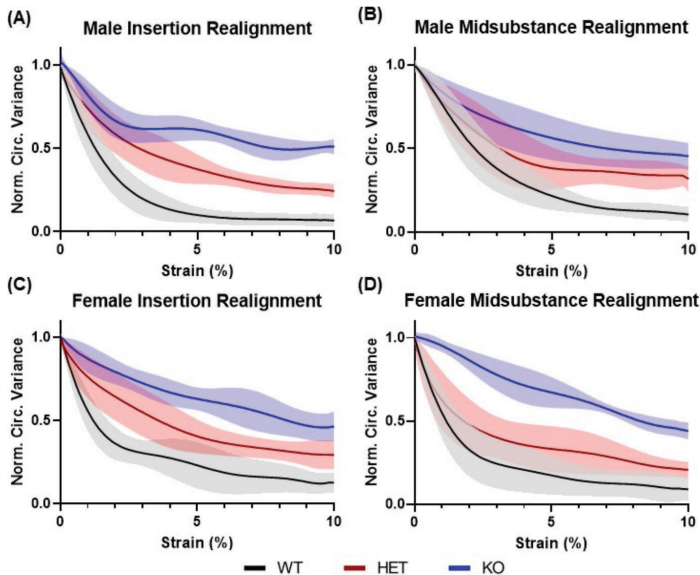 (A)
Male Insertion Realignment
Norm. Circ. Variance
1.0
0.5
0.0
0
5
10
Strain (%)
(B)
Male Midsubstance Realignment
Norm. Circ. Variance
1.0
0.5
0.0
0
5
10
Strain (%)
(C)
Female Insertion Realignment
Norm. Circ. Variance
1.0
0.5
0.0
0
5
10
Strain (%)
(D)
Female Midsubstance Realignment
Norm. Circ. Variance
1.0
0.5
0.0
0
5
10
Strain (%)
WT HET KO